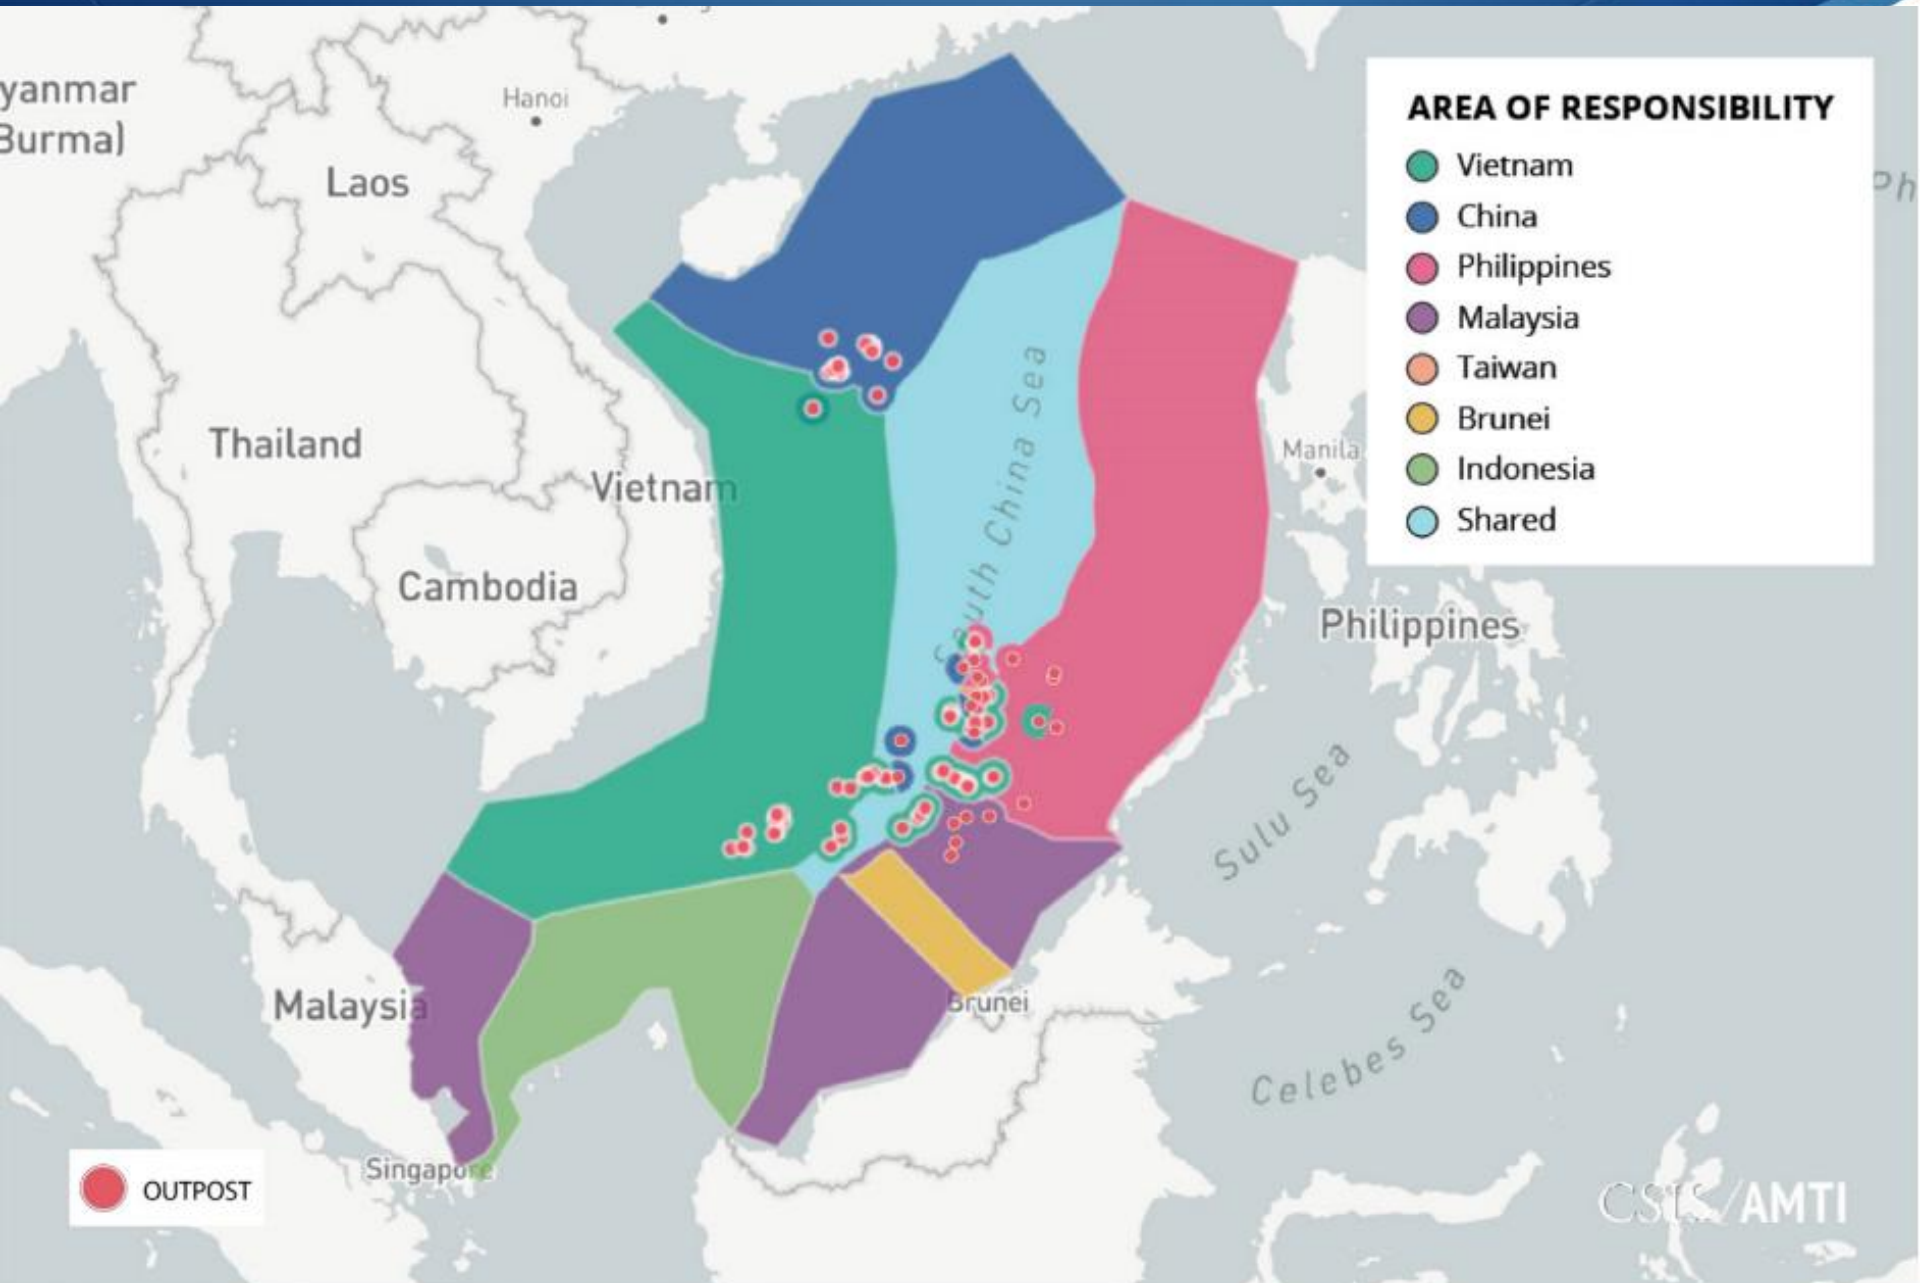 yanmar
Burma)
Hanoi
Laos
Thailand
Vietnam
Cambodia
South China Sea
Manila
Philippines
Sulu Sea
Celebes Sea
Malaysia
Singapore
Brunei
Ph
AREA OF RESPONSIBILITY
Vietnam
China
Philippines
Malaysia
Taiwan
Brunei
Indonesia
Shared
OUTPOST
CSIS/AMTI